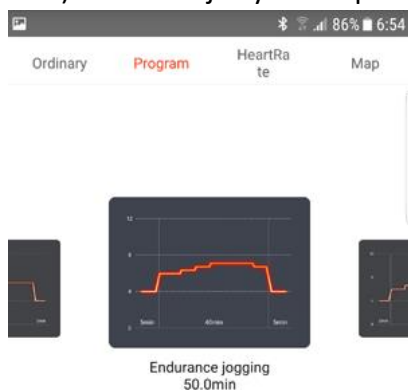 86% 6:54
Ordinary
Program
HeartRa
te
Map
12
8
4
0
5min
40min
5min
Endurance jogging
50.0min